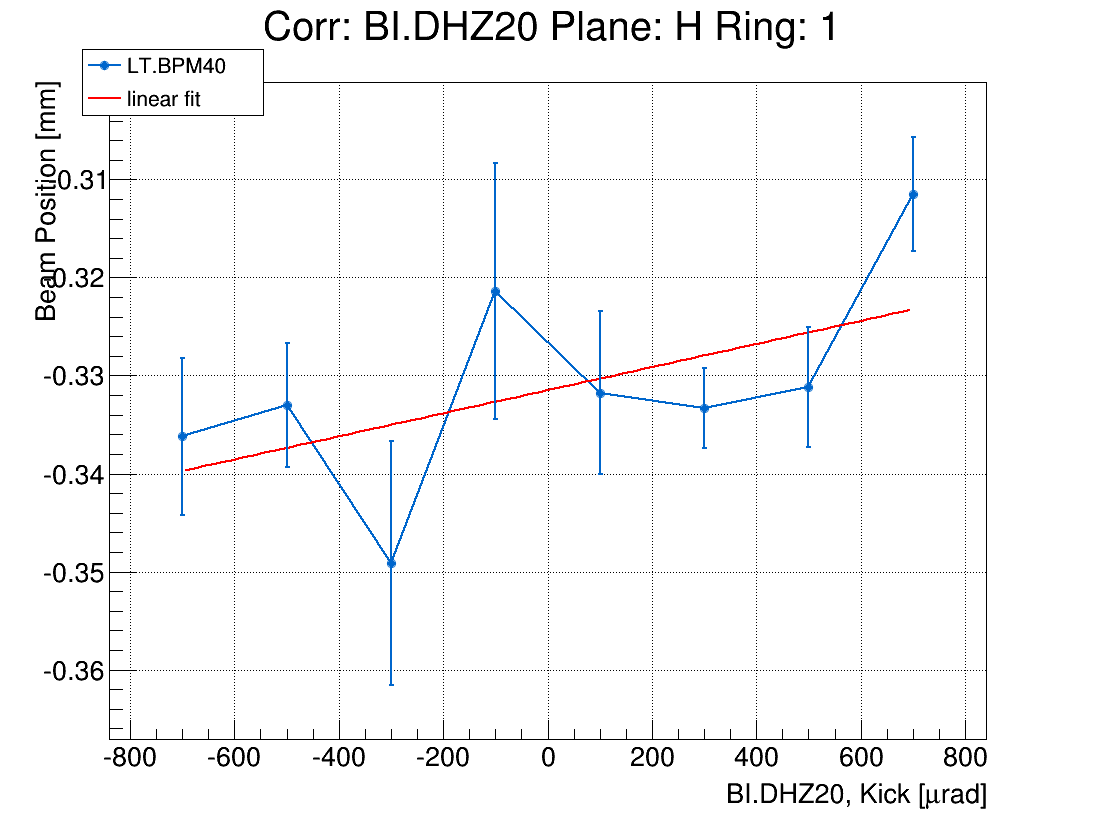 Corr: BI.DHZ20 Plane: H Ring: 1
LT.BPM40
linear fit
Beam Position [mm]
0.31
0.32
-0.33
-0.34
-0.35
-0.36
-800 -600 -400 -200 0 200 400 600 800
BI.DHZ20, Kick [μrad]